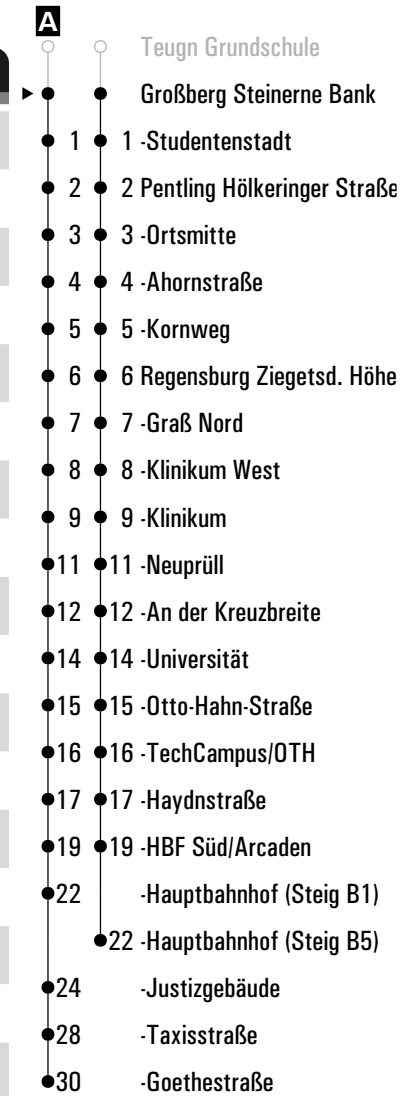 A
Teugn Grundschule
Großberg Steinerne Bank
1 1 -Studentenstadt
2 2 Pentling Hölkeringer Straße
3 3 -Ortsmitte
4 4 -Ahornstraße
5 5 -Kornweg
6 6 Regensburg Ziegetsd. Höhe
7 7 -Graß Nord
8 8 -Klinikum West
9 9 -Klinikum
11 11 -Neuprüll
12 12 -An der Kreuzbreite
14 14 -Universität
15 15 -Otto-Hahn-Straße
16 16 -TechCampus/OTH
17 17 -Haydnstraße
19 19 -HBF Süd/Arcaden
22 -Hauptbahnhof (Steig B1)
22 -Hauptbahnhof (Steig B5)
24 -Justizgebäude
28 -Taxisstraße
30 -Goethestraße